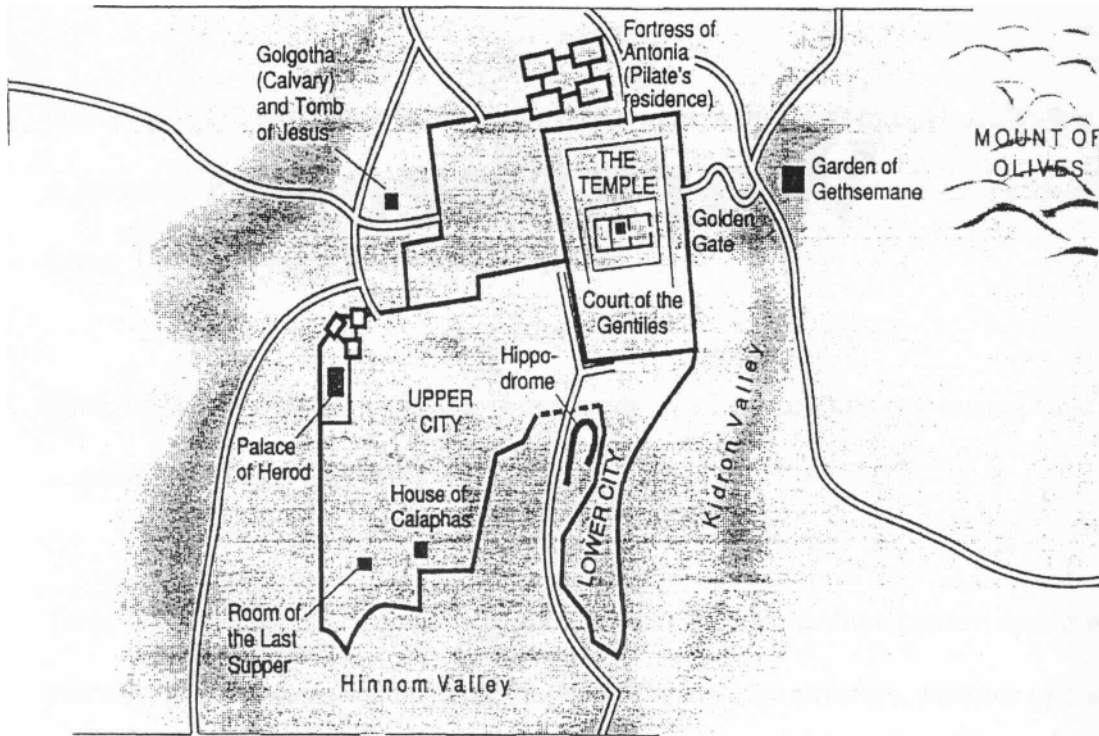 Golgotha
(Calvary)
and Tomb
of Jesus
Fortress of
Antonia
(Pilate's
residence)
MOUNT OF
OLIVES
THE
TEMPLE
Garden of
Gethsemane
Golden
Gate
Court of the
Gentiles
Hippo-
drome
UPPER
CITY
Palace
of Herod
House of
Calaphas
Kidron Valley
LOWER CITY
Room of
the Last
Supper
Hinnom Valley